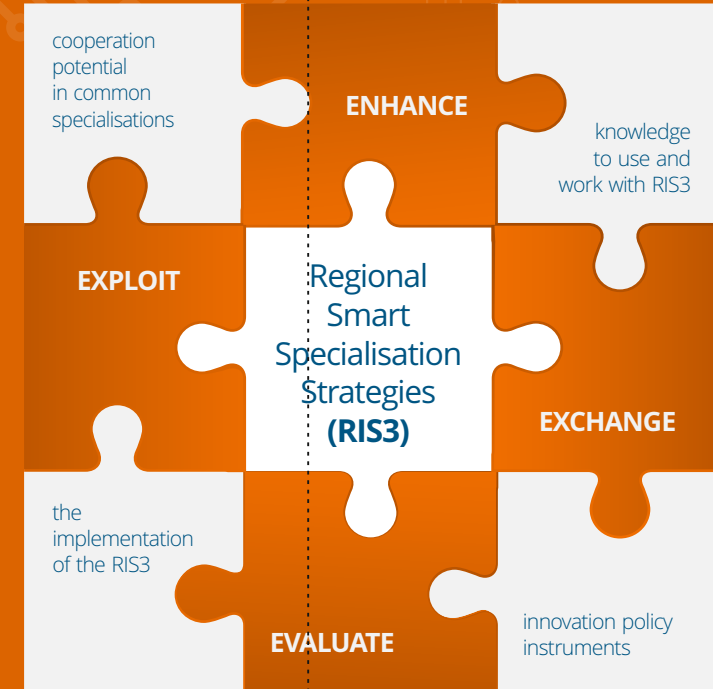 cooperation
potential
in common
specialisations
ENHANCE
knowledge
to use and
work with RIS3
EXPLOIT
Regional
Smart
Specialisation
Strategies
(RIS3)
EXCHANGE
the
implementation
of the RIS3
EVALUATE
innovation policy
instruments